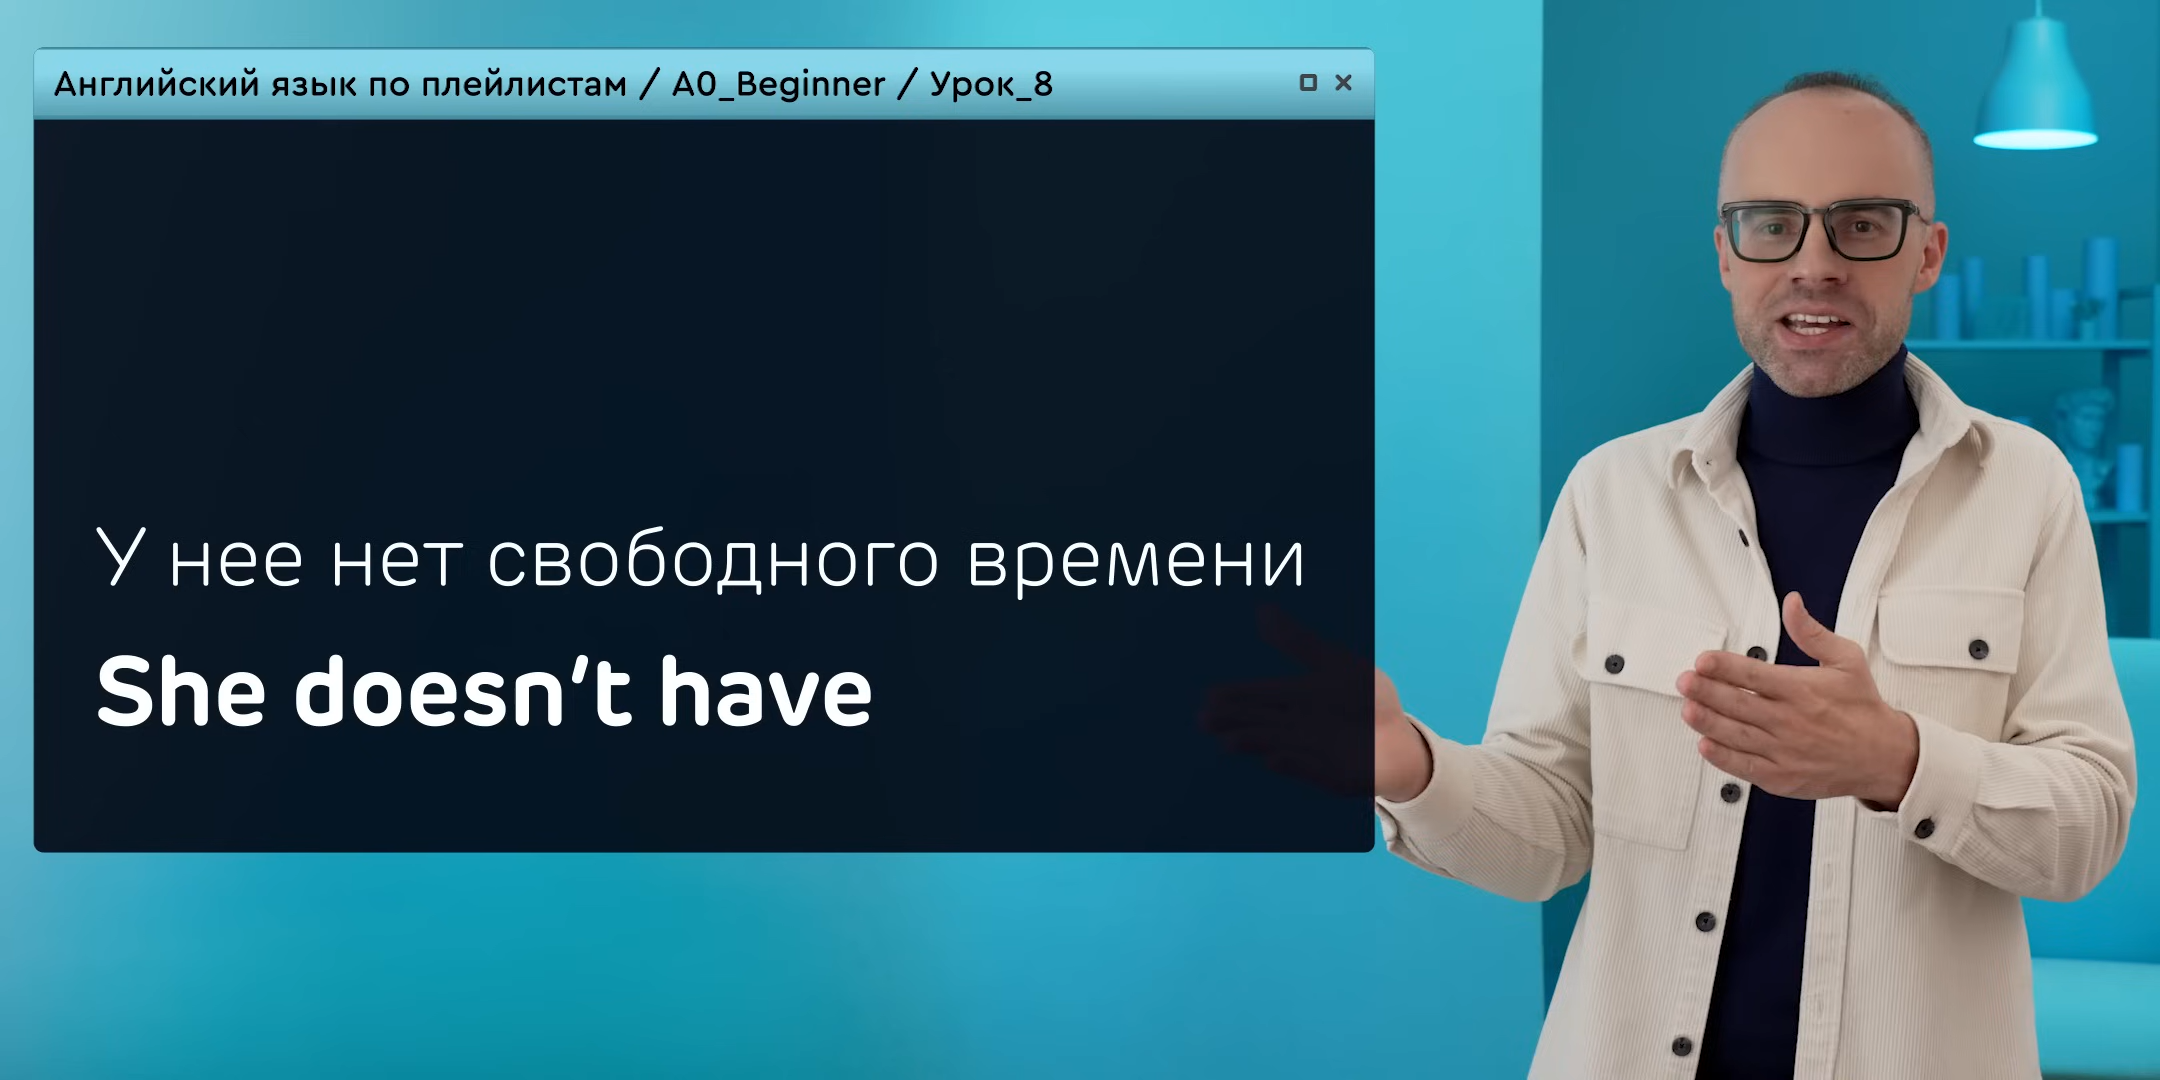 Английский язык по плейлистам / A0_Beginner / Урок_8
У нее нет свободного времени
She doesn't have